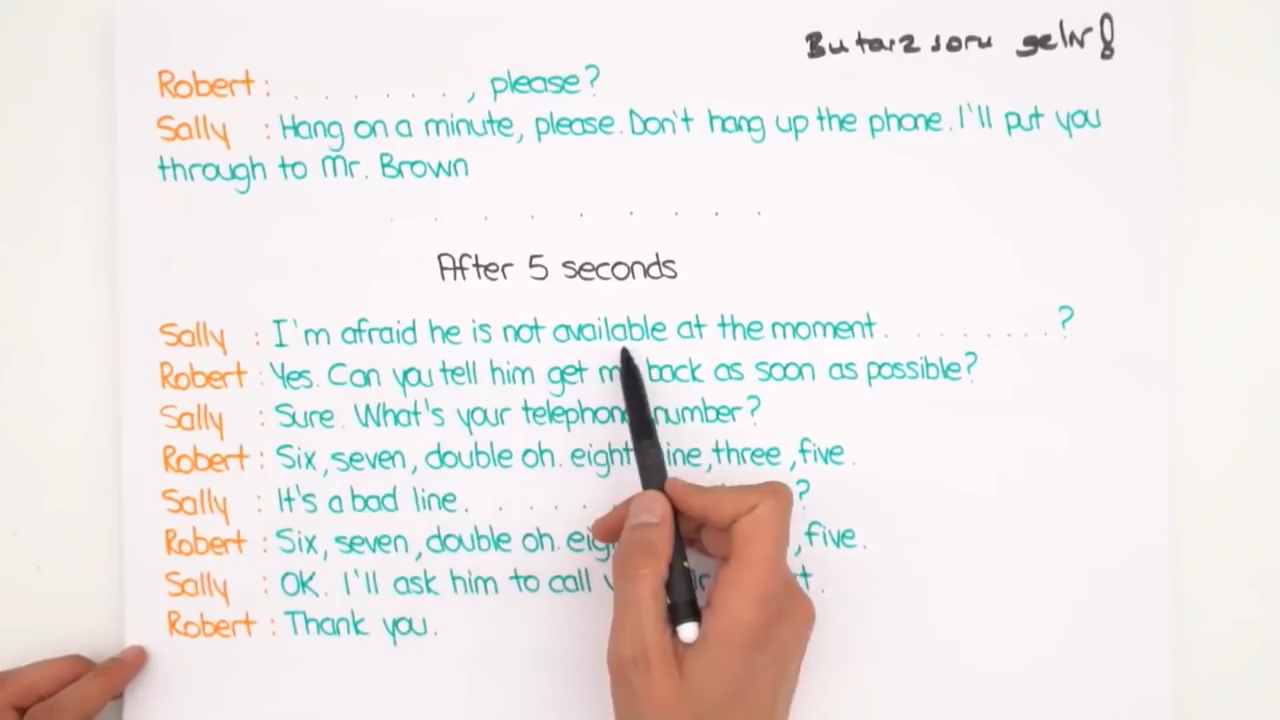 Bu tarz soru gelir!
Robert : . . . . . . . , please?
Sally : Hang on a minute, please. Don't hang up the phone. I'll put you
through to Mr. Brown
. . . . . . . . .
After 5 seconds
Sally : I'm afraid he is not available at the moment. . . . . . . . . ?
Robert : Yes. Can you tell him get me back as soon as possible?
Sally : Sure. What's your telephone number?
Robert : Six, seven, double oh. eight nine, three, five.
Sally : It's a bad line. . . . . ?
Robert : Six, seven, double oh. , five.
Sally : OK. I'll ask him to call .
Robert : Thank you.